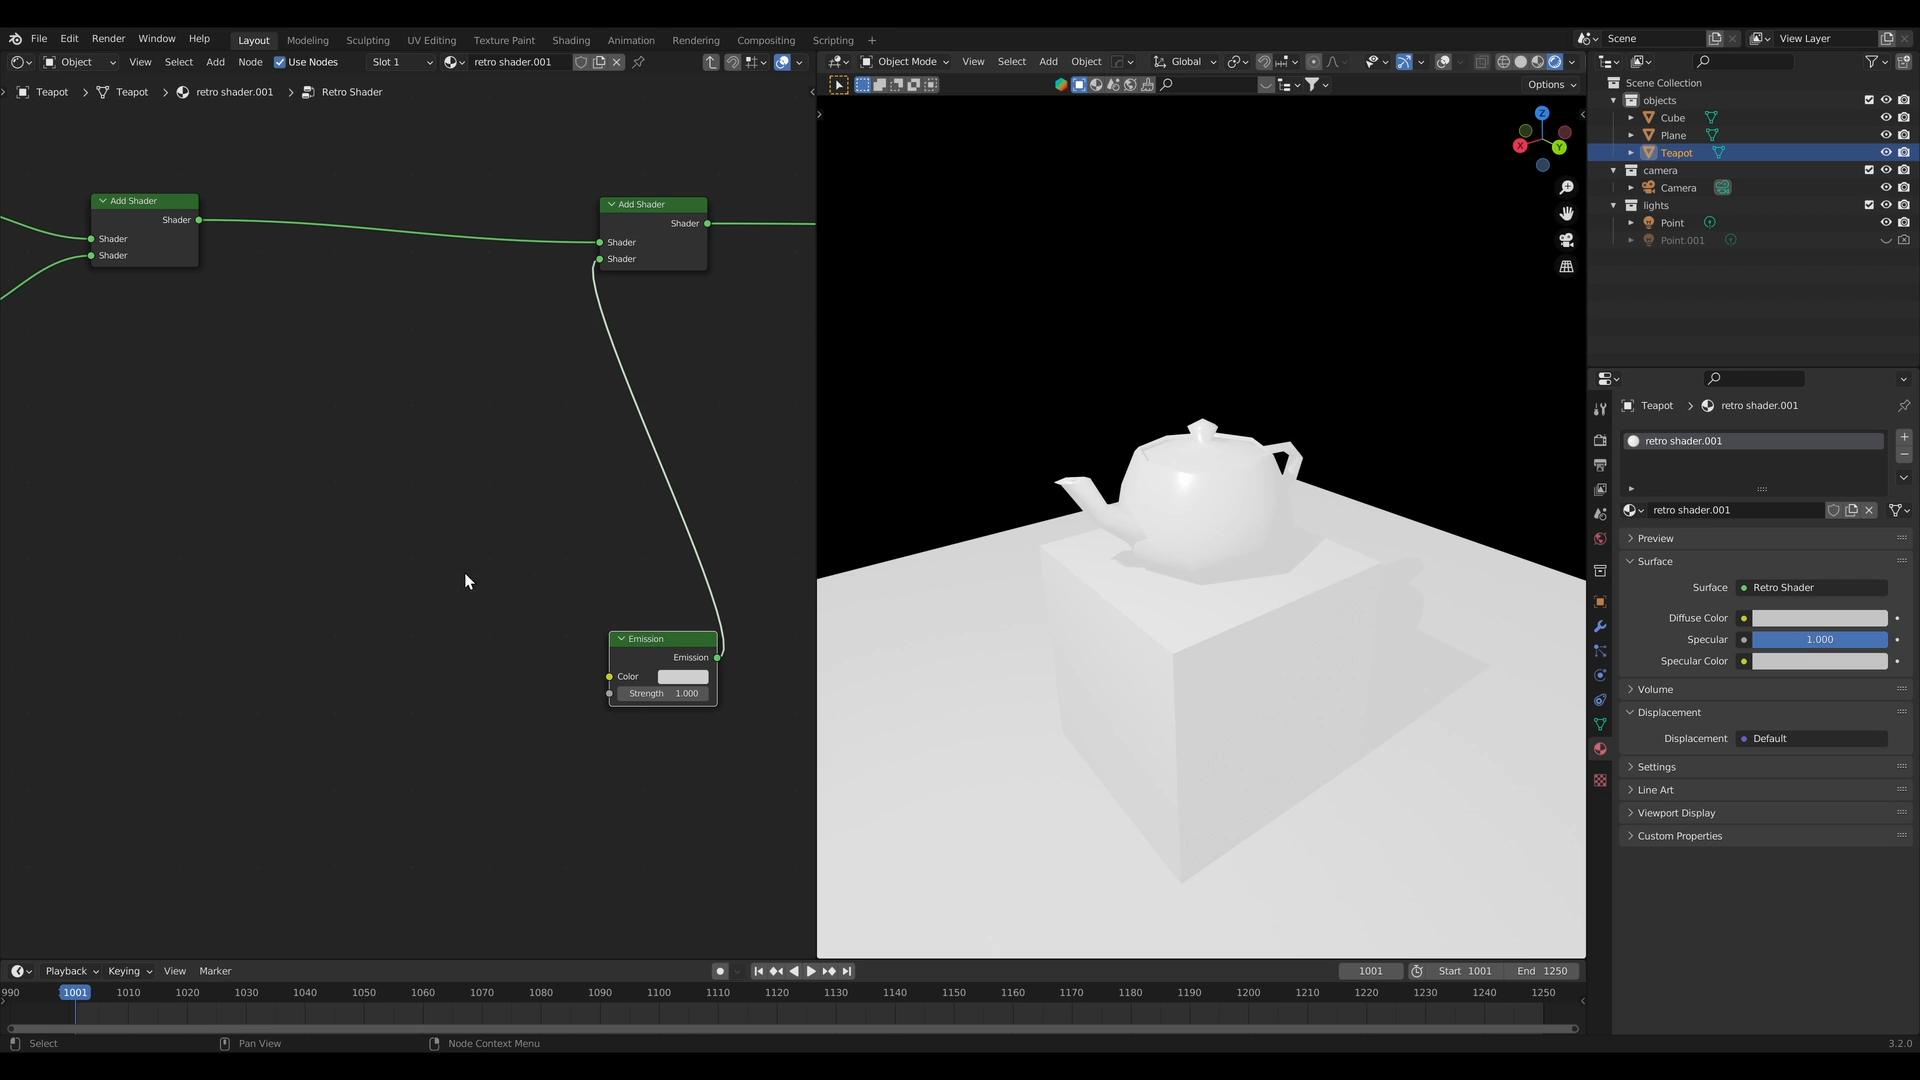 File Edit Render Window Help Layout Modeling Sculpting UV Editing Texture Paint Shading Animation Rendering Compositing Scripting + Scene View Layer
Object View Select Add Node Use Nodes Slot 1 retro shader.001 Object Mode View Select Add Object Global
Options
Teapot > Teapot > retro shader.001 > Retro Shader
Scene Collection
objects
Cube
Plane
Teapot
camera
Camera
lights
Point
Point.001
Z
X
Y
Add Shader
Shader
Shader
Shader
Add Shader
Shader
Shader
Shader
Emission
Emission
Color
Strength 1.000
Teapot > retro shader.001
retro shader.001
retro shader.001
Preview
Surface
Surface Retro Shader
Diffuse Color
Specular 1.000
Specular Color
Volume
Displacement
Displacement Default
Settings
Line Art
Viewport Display
Custom Properties
Playback Keying View Marker 1001 Start 1001 End 1250
990 1001 1010 1020 1030 1040 1050 1060 1070 1080 1090 1100 1110 1120 1130 1140 1150 1160 1170 1180 1190 1200 1210 1220 1230 1240 1250
Select Pan View Node Context Menu 3.2.0